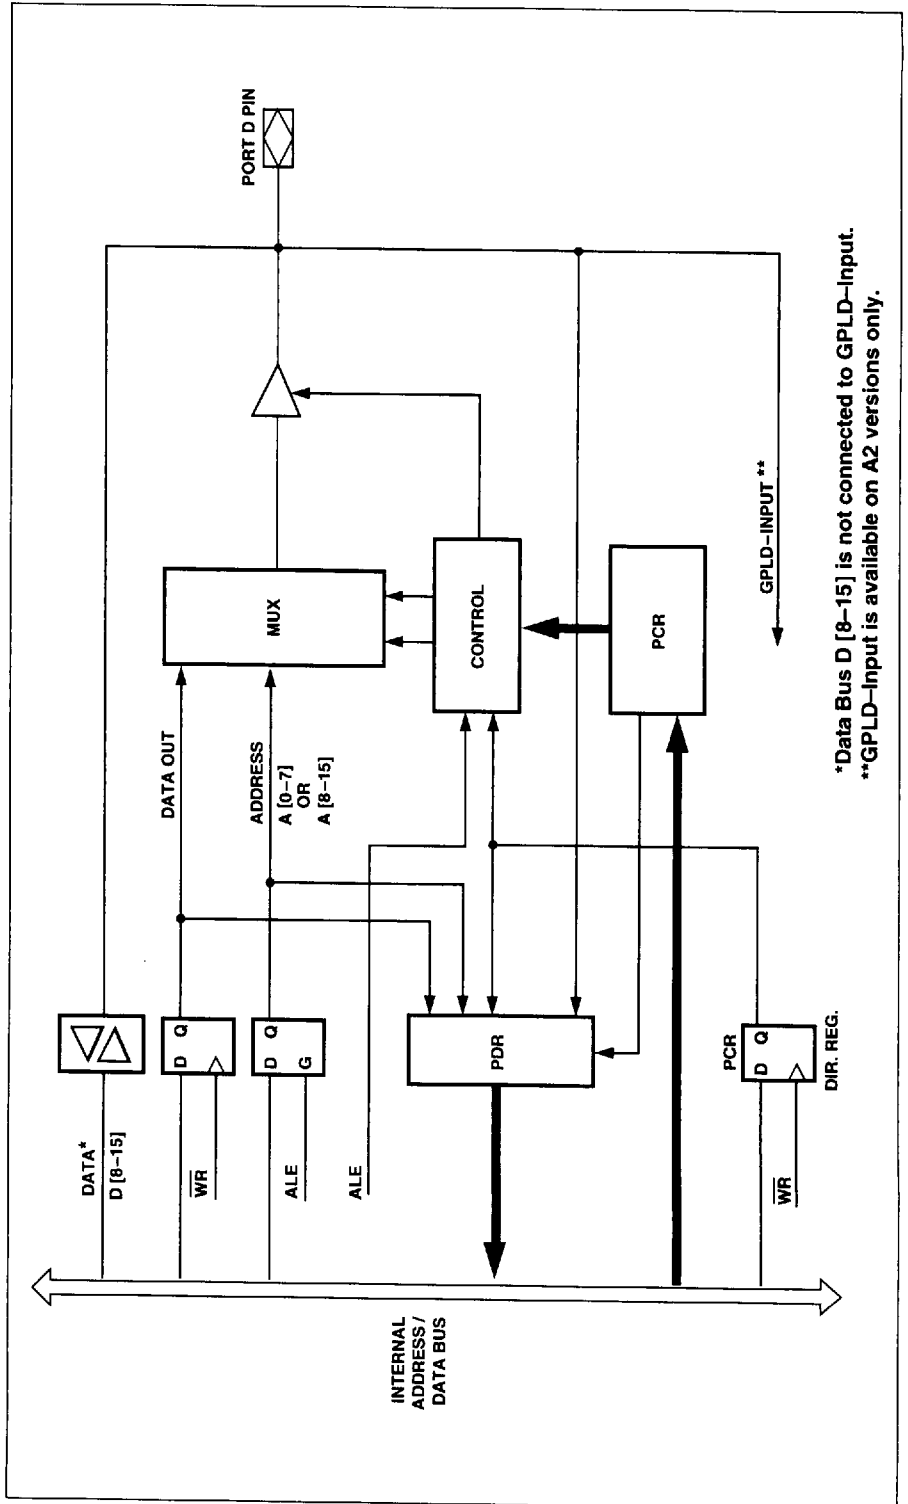 PORT D PIN
DATA*
D [8–15]
D Q
WR
DATA OUT
MUX
D Q
G
ALE
ADDRESS
A [0–7]
OR
A [8–15]
ALE
CONTROL
INTERNAL
ADDRESS /
DATA BUS
PDR
PCR
PCR
D Q
WR
DIR. REG.
GPLD–INPUT **
*Data Bus D [8–15] is not connected to GPLD–Input.
**GPLD–Input is available on A2 versions only.